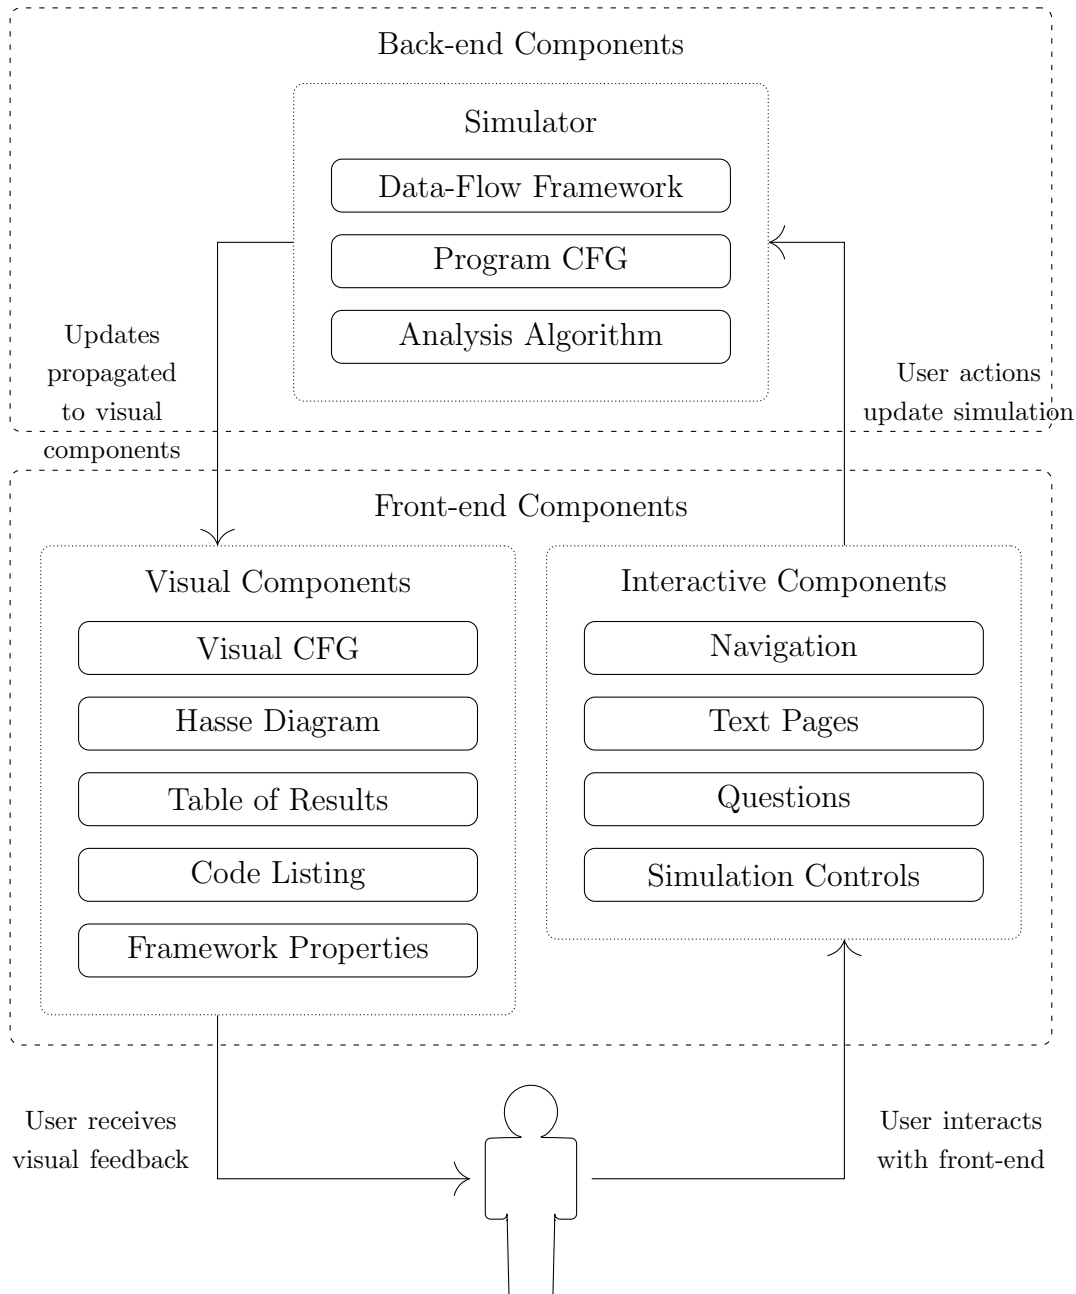 Back-end Components
Simulator
Data-Flow Framework
Program CFG
Analysis Algorithm
Updates
propagated
to visual
components
User actions
update simulation
Front-end Components
Visual Components
Visual CFG
Hasse Diagram
Table of Results
Code Listing
Framework Properties
Interactive Components
Navigation
Text Pages
Questions
Simulation Controls
User receives
visual feedback
User interacts
with front-end